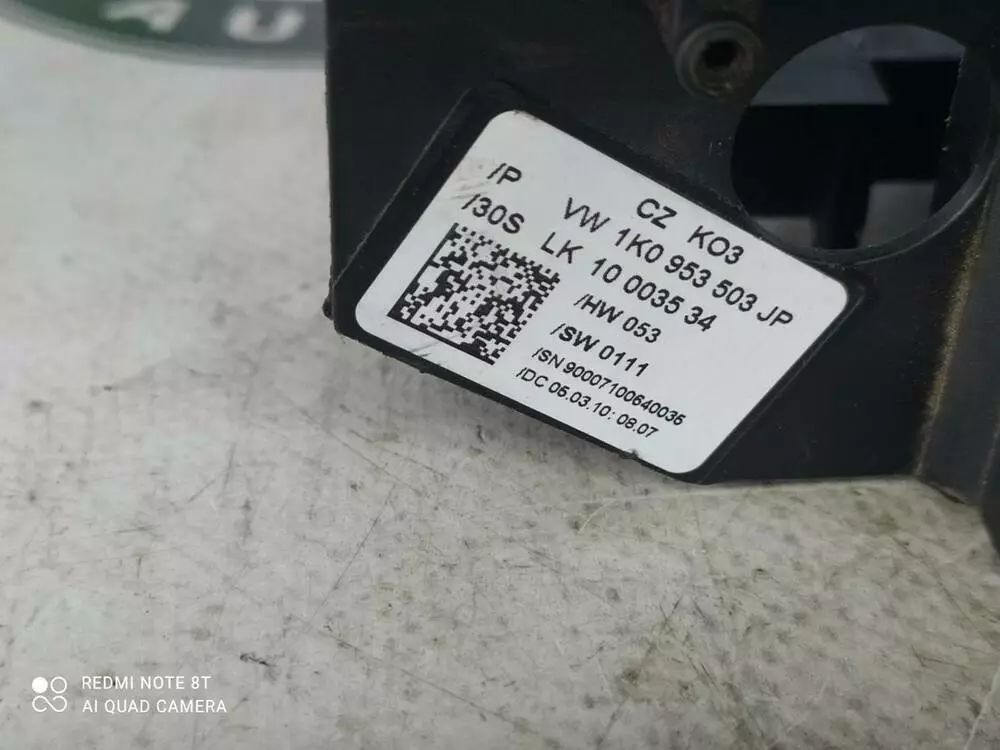 AU
/P CZ KO3
/30S VW 1K0 953 503 JP
LK 10 0035 34
/HW 053
/SW 0111
/SN 90007100640035
/DC 05.03.10: 08.07
REDMI NOTE 8T
AI QUAD CAMERA